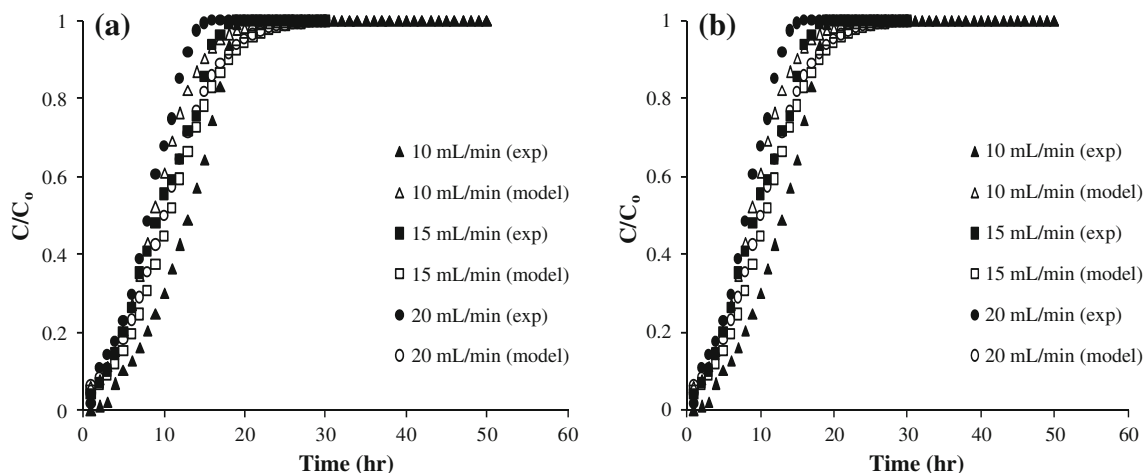 (a)
1
0.8
0.6
0.4
0.2
0
C/Co
0 10 20 30 40 50 60
Time (hr)
10 mL/min (exp)
10 mL/min (model)
15 mL/min (exp)
15 mL/min (model)
20 mL/min (exp)
20 mL/min (model)
(b)
1
0.8
0.6
0.4
0.2
0
C/Co
0 10 20 30 40 50 60
Time (hr)
10 mL/min (exp)
10 mL/min (model)
15 mL/min (exp)
15 mL/min (model)
20 mL/min (exp)
20 mL/min (model)